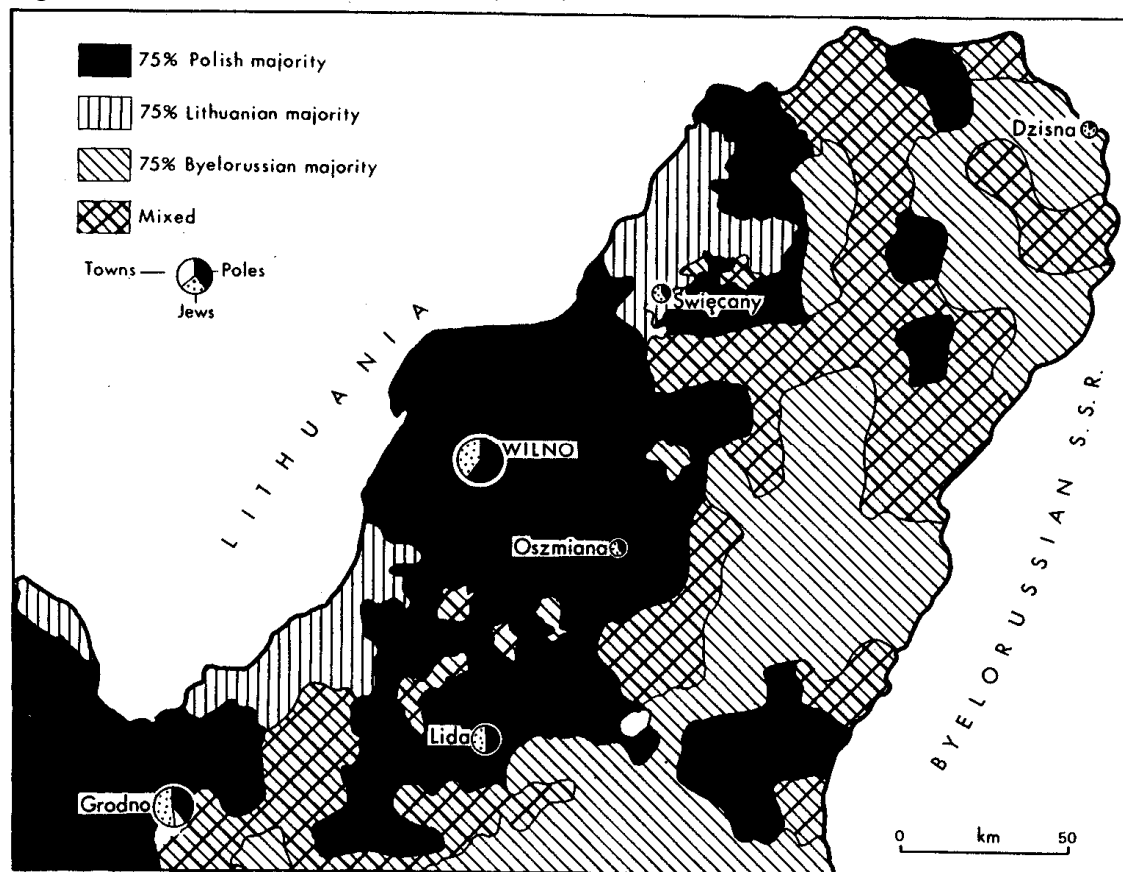 75% Polish majority
75% Lithuanian majority
75% Byelorussian majority
Mixed
Towns
Poles
Jews
Dzisna
Święcany
LITHUANIA
WILNO
Oszmiana
BYELORUSSIAN S.S.R.
Lida
Grodno
0 km 50